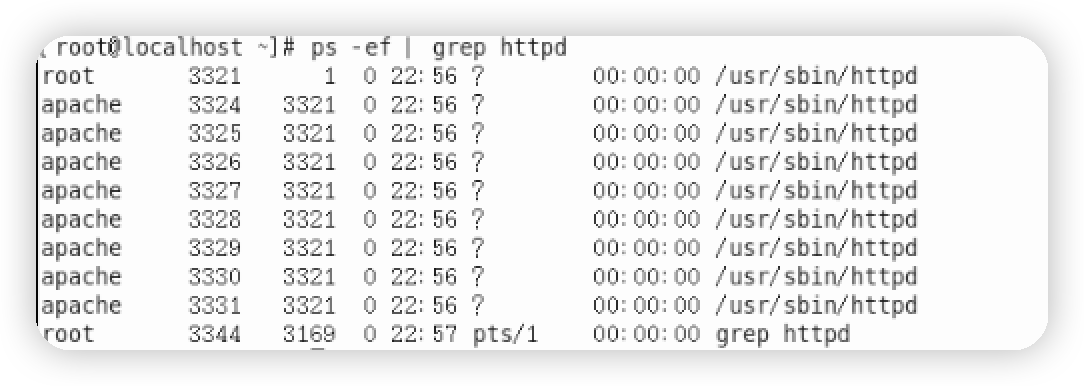 [root@localhost ~]# ps -ef | grep httpd
root 3321 1 0 22:56 ? 00:00:00 /usr/sbin/httpd
apache 3324 3321 0 22:56 ? 00:00:00 /usr/sbin/httpd
apache 3325 3321 0 22:56 ? 00:00:00 /usr/sbin/httpd
apache 3326 3321 0 22:56 ? 00:00:00 /usr/sbin/httpd
apache 3327 3321 0 22:56 ? 00:00:00 /usr/sbin/httpd
apache 3328 3321 0 22:56 ? 00:00:00 /usr/sbin/httpd
apache 3329 3321 0 22:56 ? 00:00:00 /usr/sbin/httpd
apache 3330 3321 0 22:56 ? 00:00:00 /usr/sbin/httpd
apache 3331 3321 0 22:56 ? 00:00:00 /usr/sbin/httpd
root 3344 3169 0 22:57 pts/1 00:00:00 grep httpd